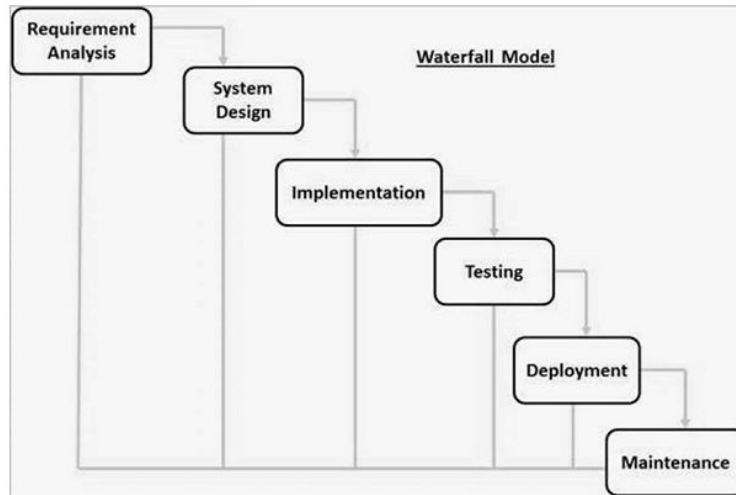 Requirement
Analysis
Waterfall Model
System
Design
Implementation
Testing
Deployment
Maintenance